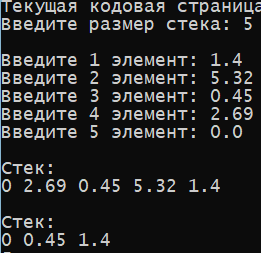 Текущая кодовая страница
Введите размер стека: 5
Введите 1 элемент: 1.4
Введите 2 элемент: 5.32
Введите 3 элемент: 0.45
Введите 4 элемент: 2.69
Введите 5 элемент: 0.0
Стек:
0 2.69 0.45 5.32 1.4
Стек:
0 0.45 1.4